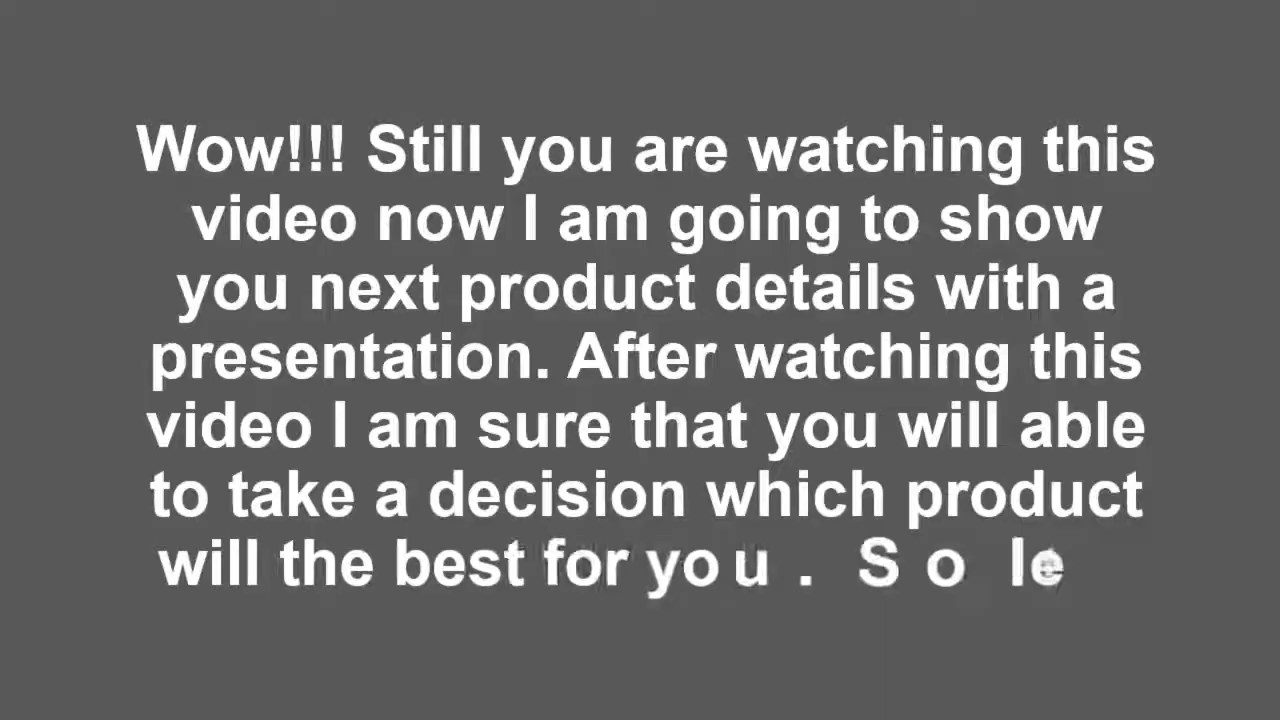 Wow!!! Still you are watching this
video now I am going to show
you next product details with a
presentation. After watching this
video I am sure that you will able
to take a decision which product
will the best for you. So le